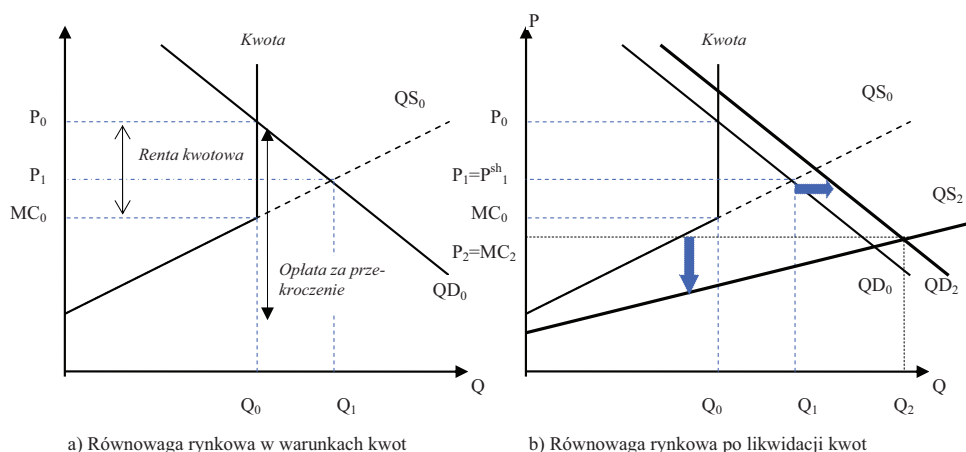 Kwota
QS₀
P₀
Renta kwotowa
P₁
MC₀
Opłata za prze-
kroczenie
QD₀
Q
Q₀
Q₁
a) Równowaga rynkowa w warunkach kwot
P
Kwota
QS₀
P₀
P₁=Pˢʰ₁
QS₂
MC₀
P₂=MC₂
QD₀
QD₂
Q
Q₀
Q₁
Q₂
b) Równowaga rynkowa po likwidacji kwot